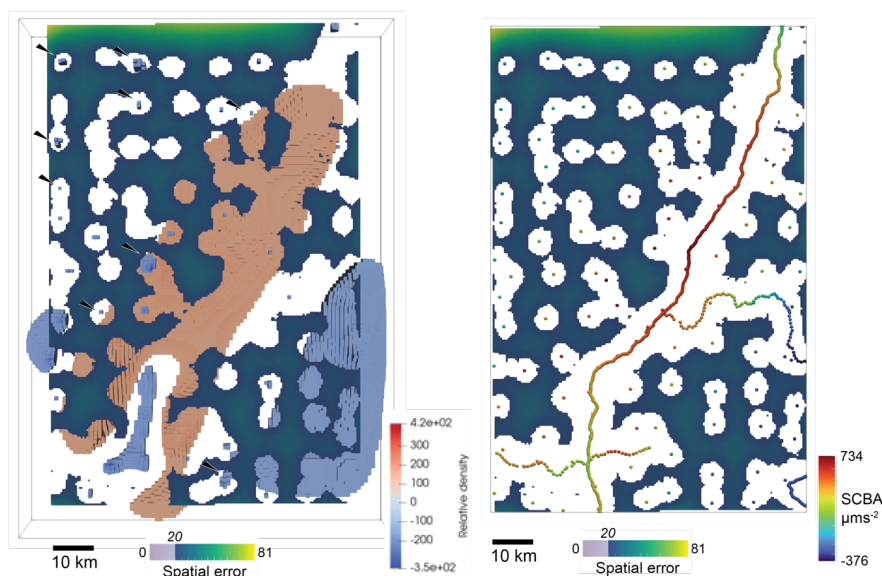 4.2e+02
300
200
100
0
-100
-200
-3.5e+02
Relative density
10 km
20
0
81
Spatial error
10 km
20
0
81
Spatial error
734
SCBA
µms-2
-376